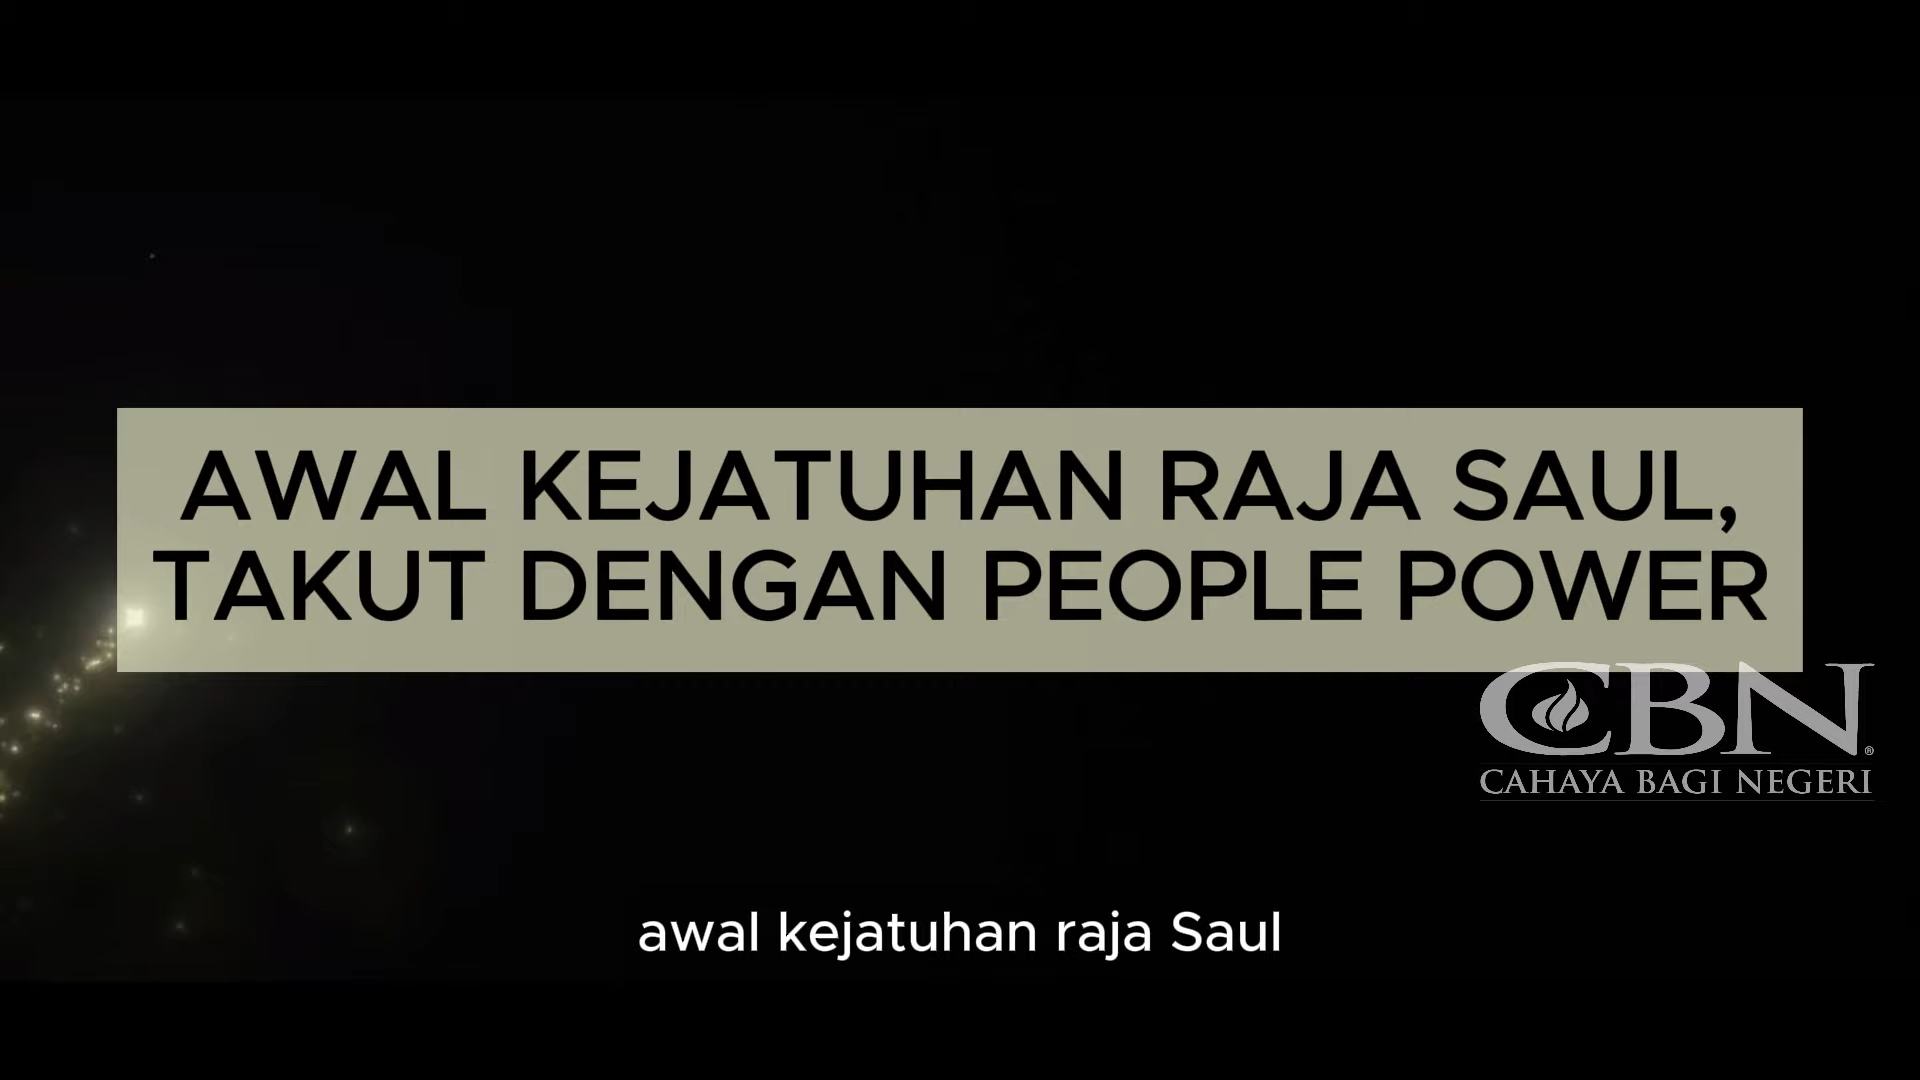 AWAL KEJATUHAN RAJA SAUL,
TAKUT DENGAN PEOPLE POWER
CBN®
CAHAYA BAGI NEGERI
awal kejatuhan raja Saul